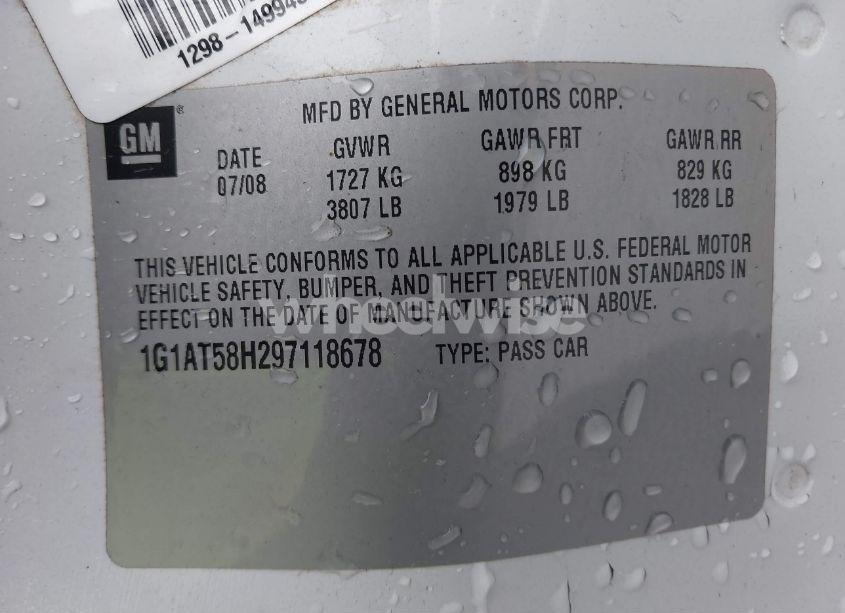 1298-14994
GM®
MFD BY GENERAL MOTORS CORP.
DATE GVWR GAWR FRT GAWR RR
07/08 1727 KG 898 KG 829 KG
3807 LB 1979 LB 1828 LB
THIS VEHICLE CONFORMS TO ALL APPLICABLE U.S. FEDERAL MOTOR
VEHICLE SAFETY, BUMPER, AND THEFT PREVENTION STANDARDS IN
EFFECT ON THE DATE OF MANUFACTURE SHOWN ABOVE.
wheelwise
1G1AT58H297118678 TYPE: PASS CAR